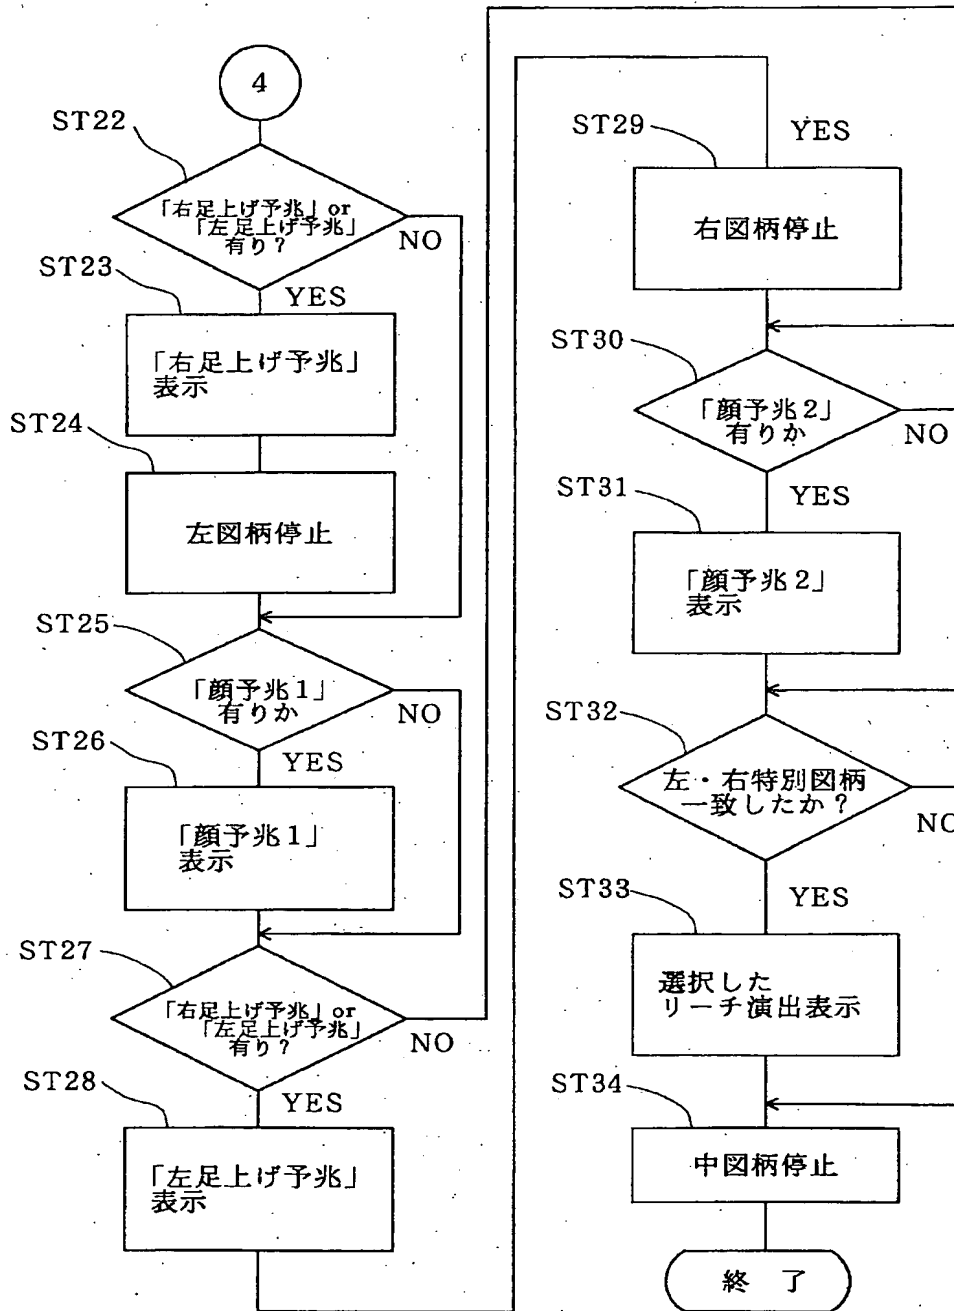 4
ST22
「右足上げ予兆」or
「左足上げ予兆」
有り?
NO
YES
ST23
「右足上げ予兆」
表示
ST24
左図柄停止
ST25
「顔予兆1」
有りか
NO
YES
ST26
「顔予兆1」
表示
ST27
「右足上げ予兆」or
「左足上げ予兆」
有り?
NO
YES
ST28
「左足上げ予兆」
表示
ST29
YES
右図柄停止
ST30
「顔予兆2」
有りか
NO
YES
ST31
「顔予兆2」
表示
ST32
左・右特別図柄
一致したか?
NO
YES
ST33
選択した
リーチ演出表示
ST34
中図柄停止
終 了